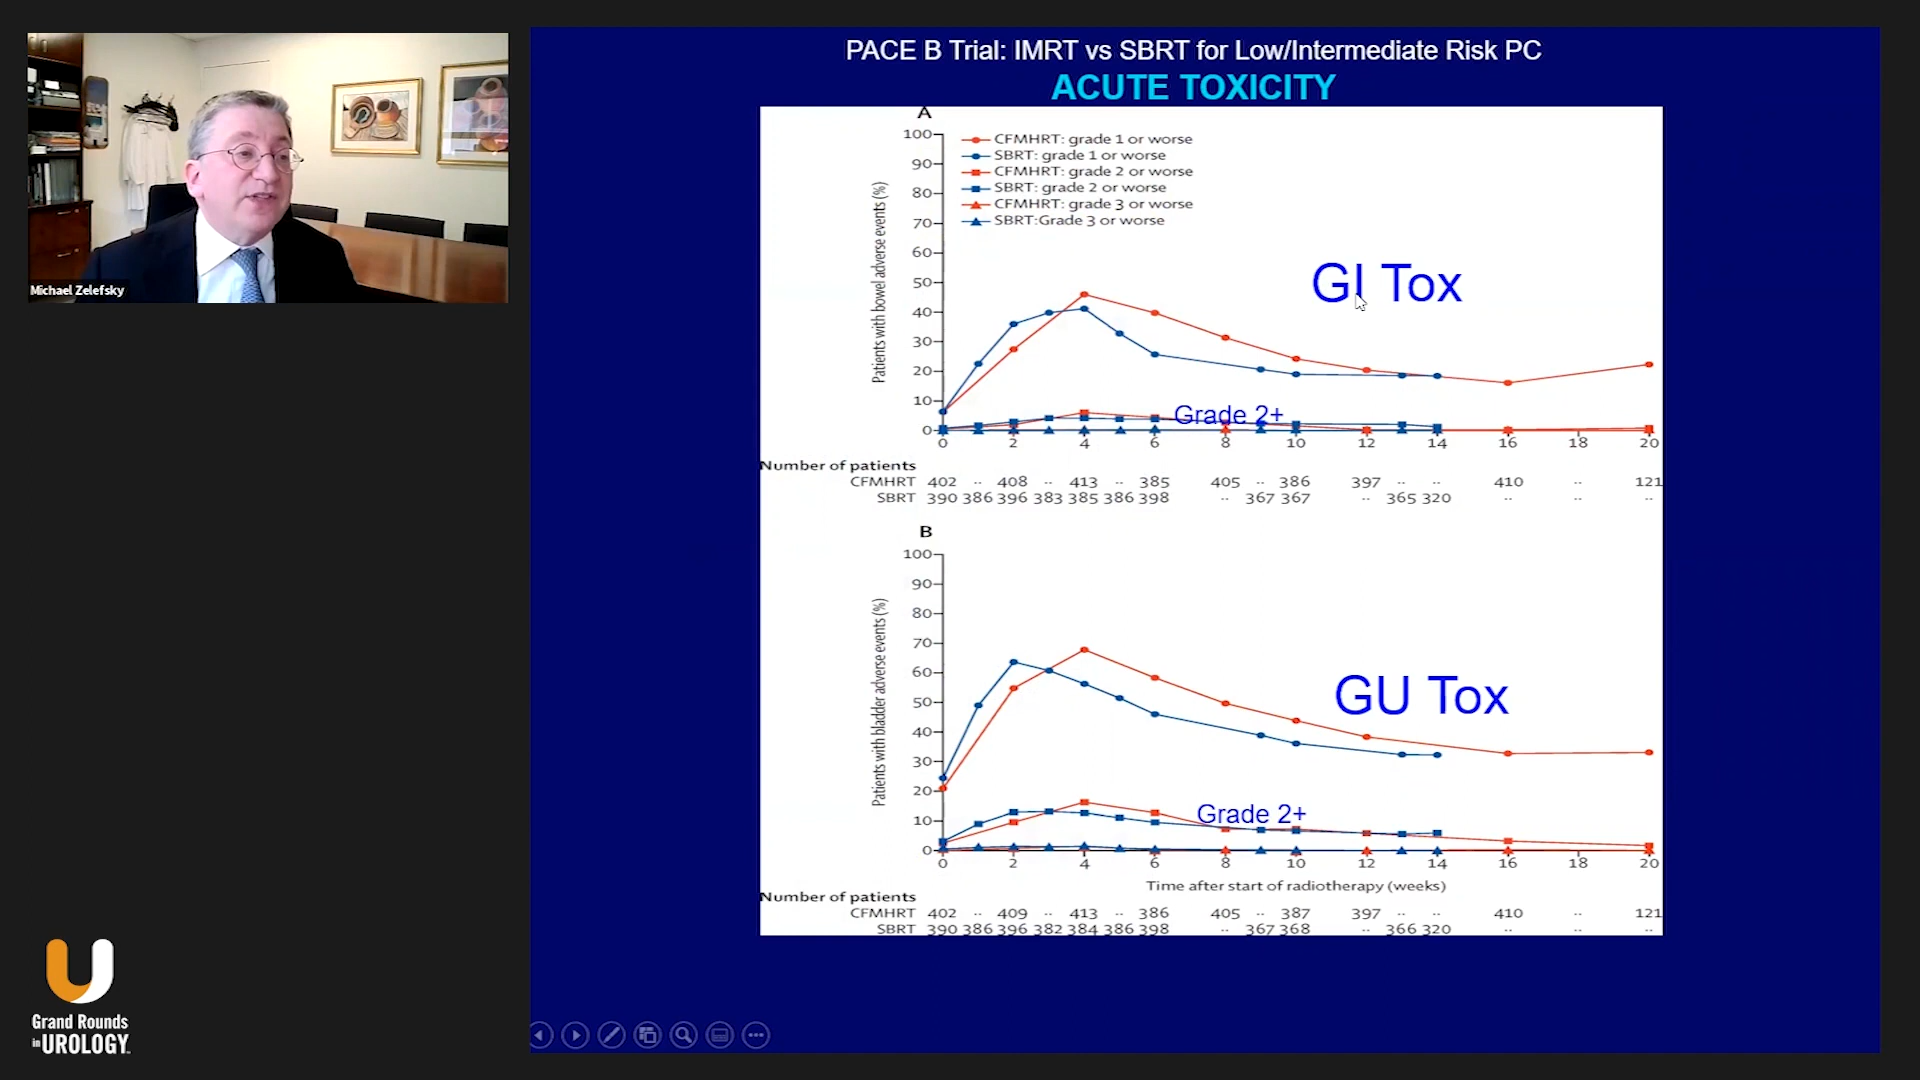 PACE B Trial: IMRT vs SBRT for Low/Intermediate Risk PC
ACUTE TOXICITY
Michael Zelefsky
A
CFMHRT: grade 1 or worse
SBRT: grade 1 or worse
CFMHRT: grade 2 or worse
SBRT: grade 2 or worse
CFMHRT: grade 3 or worse
SBRT:Grade 3 or worse
Patients with bowel adverse events (%)
100
90
80
70
60
50
40
30
20
10
0
GI Tox
Grade 2+
0 2 4 6 8 10 12 14 16 18 20
Number of patients
CFMHRT 402 .. 408 .. 413 .. 385 405 .. 386 397 .. .. 410 .. 121
SBRT 390 386 396 383 385 386 398 .. 367 367 .. 365 320 .. .. ..
B
Patients with bladder adverse events (%)
100
90
80
70
60
50
40
30
20
10
0
GU Tox
Grade 2+
0 2 4 6 8 10 12 14 16 18 20
Time after start of radiotherapy (weeks)
Number of patients
CFMHRT 402 .. 409 .. 413 .. 386 405 .. 387 397 .. .. 410 .. 121
SBRT 390 386 396 382 384 386 398 .. 367 368 .. 366 320 .. .. ..
Grand Rounds
in UROLOGY